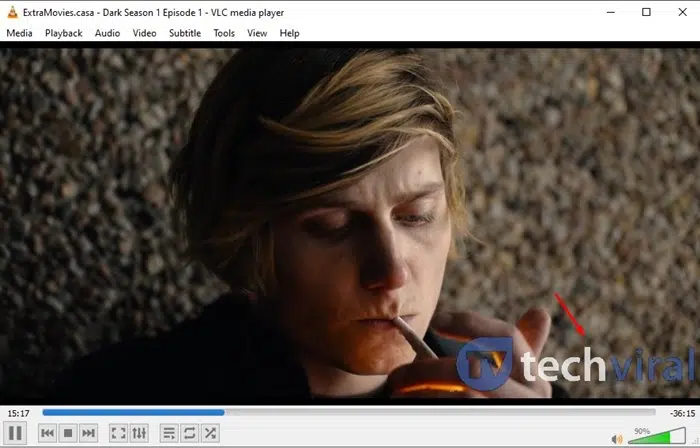 ExtraMovies.casa - Dark Season 1 Episode 1 - VLC media player
Media Playback Audio Video Subtitle Tools View Help
TV techviral
15:17 -36:15
90%